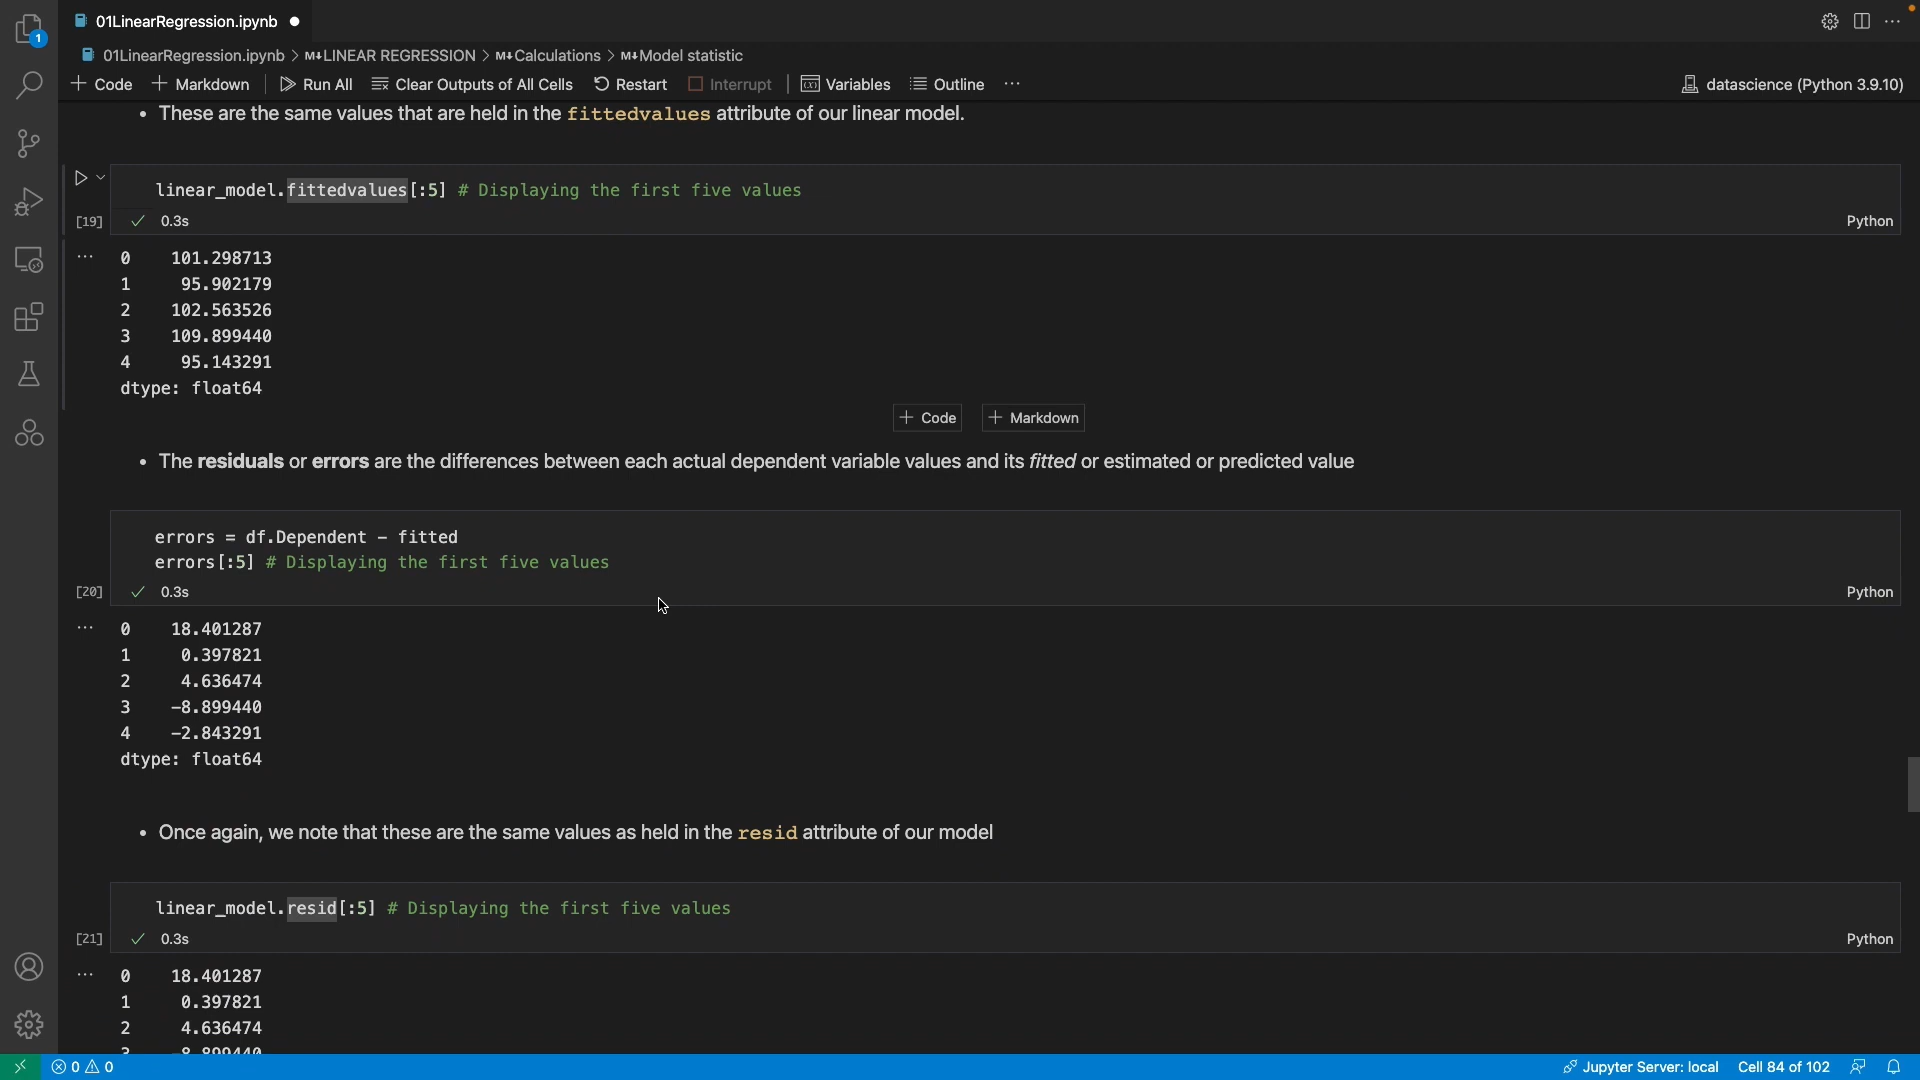 01LinearRegression.ipynb
1
01LinearRegression.ipynb > M↓LINEAR REGRESSION > M↓Calculations > M↓Model statistic
Code Markdown Run All Clear Outputs of All Cells Restart Interrupt Variables Outline ... datascience (Python 3.9.10)
• These are the same values that are held in the fittedvalues attribute of our linear model.
linear_model.fittedvalues[:5] # Displaying the first five values
[19] ✓ 0.3s Python
... 0 101.298713
1 95.902179
2 102.563526
3 109.899440
4 95.143291
dtype: float64
+ Code + Markdown
• The residuals or errors are the differences between each actual dependent variable values and its fitted or estimated or predicted value
errors = df.Dependent - fitted
errors[:5] # Displaying the first five values
[20] ✓ 0.3s Python
... 0 18.401287
1 0.397821
2 4.636474
3 -8.899440
4 -2.843291
dtype: float64
• Once again, we note that these are the same values as held in the resid attribute of our model
linear_model.resid[:5] # Displaying the first five values
[21] ✓ 0.3s Python
... 0 18.401287
1 0.397821
2 4.636474
3 -8.899440
0 0 Jupyter Server: local Cell 84 of 102